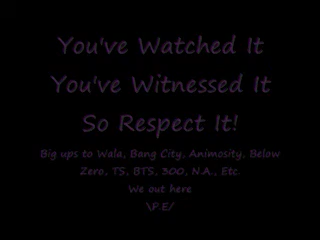 You've Watched It
You've Witnessed It
So Respect It!
Big ups to Wala, Bang City, Animosity, Below
Zero, TS, BTS, 300, N.A., Etc
We out here
\P.E/